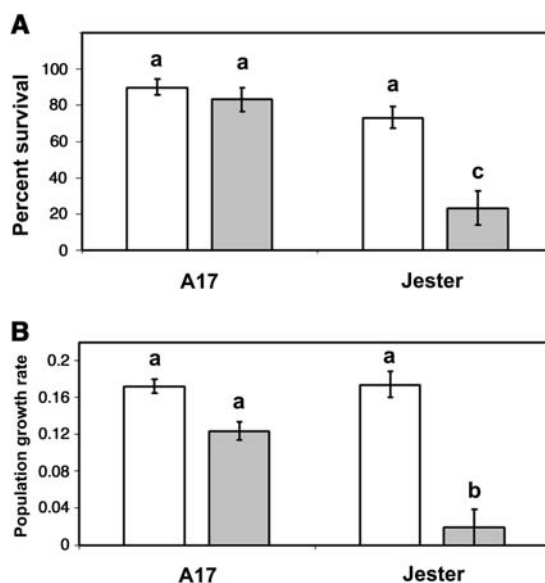 A
Percent survival
100
80
60
40
20
0
a
a
a
c
A17
Jester
B
Population growth rate
0.2
0.16
0.12
0.08
0.04
0
a
a
a
b
A17
Jester